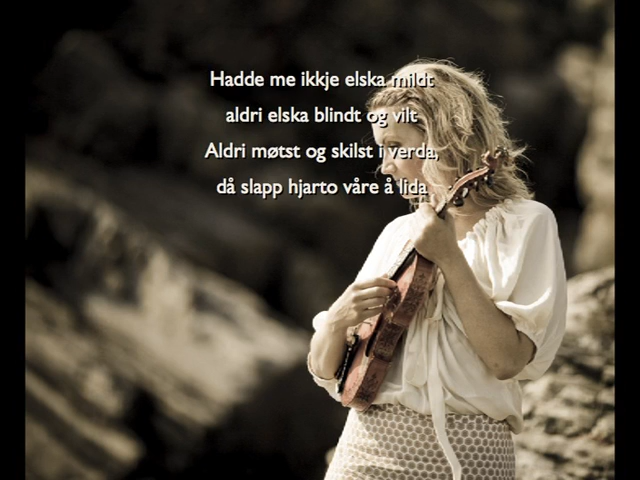 Hadde me ikkje elska mildt
aldri elska blindt og vilt
Aldri møtst og skilst i verda,
då slapp hjarto våre å lida